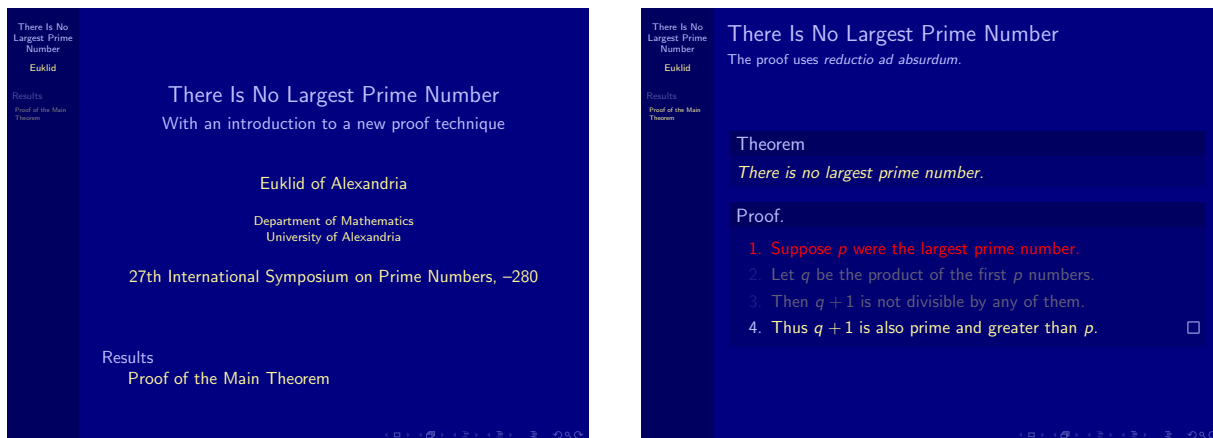 There Is No
Largest Prime
Number
Euklid
Results
Proof of the Main
Theorem
There Is No Largest Prime Number
With an introduction to a new proof technique
Euklid of Alexandria
Department of Mathematics
University of Alexandria
27th International Symposium on Prime Numbers, –280
Results
Proof of the Main Theorem
There Is No
Largest Prime
Number
Euklid
Results
Proof of the Main
Theorem
There Is No Largest Prime Number
The proof uses reductio ad absurdum.
Theorem
There is no largest prime number.
Proof.
1. Suppose p were the largest prime number.
2. Let q be the product of the first p numbers.
3. Then q + 1 is not divisible by any of them.
4. Thus q + 1 is also prime and greater than p. □